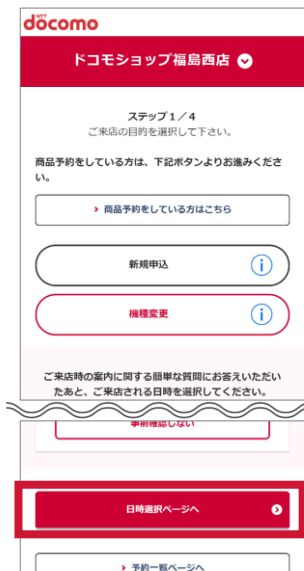 NTT
döcomo
ドコモショップ福島西店
ステップ1／4
ご来店の目的を選択して下さい。
商品予約をしている方は、下記ボタンよりお進みくださ
い。
商品予約をしている方はこちら
新規申込
機種変更
ご来店時の案内に関する簡単な質問にお答えいただい
たあと、ご来店される日時を選択してください。
事前確認しない
日時選択ページへ
予約一覧ページへ